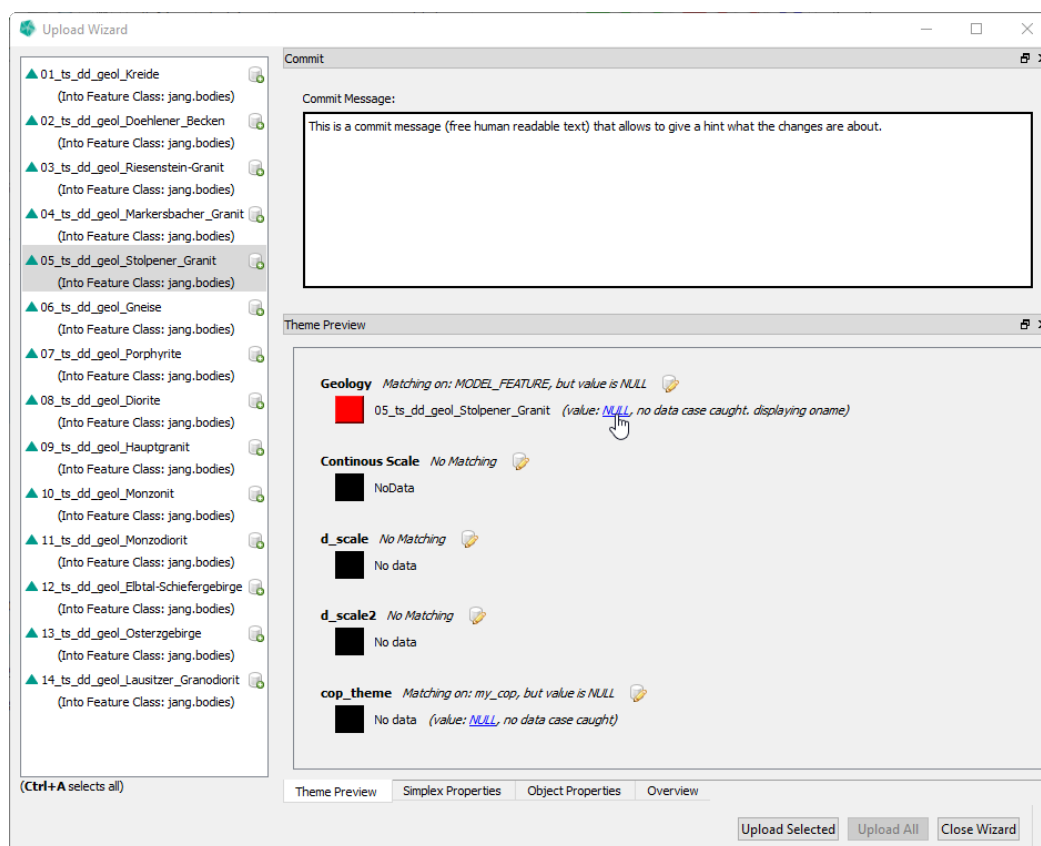 Upload Wizard
01_ts_dd_geol_Kreide
(Into Feature Class: jang.bodies)
02_ts_dd_geol_Doehlener_Becken
(Into Feature Class: jang.bodies)
03_ts_dd_geol_Riesenstein-Granit
(Into Feature Class: jang.bodies)
04_ts_dd_geol_Markersbacher_Granit
(Into Feature Class: jang.bodies)
05_ts_dd_geol_Stolpener_Granit
(Into Feature Class: jang.bodies)
06_ts_dd_geol_Gneise
(Into Feature Class: jang.bodies)
07_ts_dd_geol_Porphyrite
(Into Feature Class: jang.bodies)
08_ts_dd_geol_Diorite
(Into Feature Class: jang.bodies)
09_ts_dd_geol_Hauptgranit
(Into Feature Class: jang.bodies)
10_ts_dd_geol_Monzonit
(Into Feature Class: jang.bodies)
11_ts_dd_geol_Monzodiorit
(Into Feature Class: jang.bodies)
12_ts_dd_geol_Elbtal-Schiefergebirge
(Into Feature Class: jang.bodies)
13_ts_dd_geol_Osterzgebirge
(Into Feature Class: jang.bodies)
14_ts_dd_geol_Lausitzer_Granodiorit
(Into Feature Class: jang.bodies)
(Ctrl+A selects all)
Commit
Commit Message:
This is a commit message (free human readable text) that allows to give a hint what the changes are about.
Theme Preview
Geology Matching on: MODEL_FEATURE, but value is NULL
05_ts_dd_geol_Stolpener_Granit (value: NULL, no data case caught. displaying oname)
Continous Scale No Matching
NoData
d_scale No Matching
No data
d_scale2 No Matching
No data
cop_theme Matching on: my_cop, but value is NULL
No data (value: NULL, no data case caught)
Theme Preview Simplex Properties Object Properties Overview
Upload Selected Upload All Close Wizard